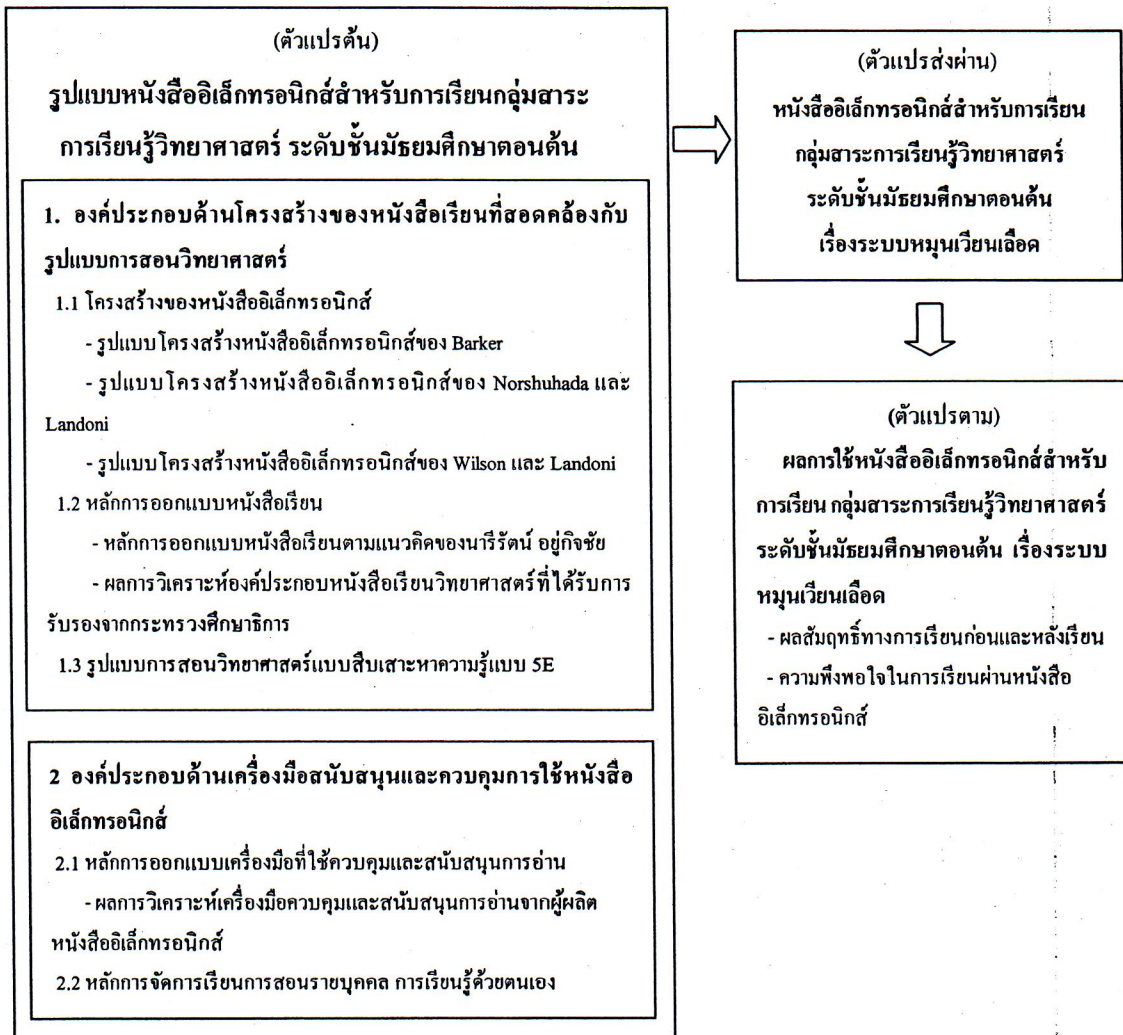 (ตัวแปรต้น)
รูปแบบหนังสืออิเล็กทรอนิกส์สำหรับการเรียนกลุ่มสาระ
การเรียนรู้วิทยาศาสตร์ ระดับชั้นมัธยมศึกษาตอนต้น
1. องค์ประกอบด้านโครงสร้างของหนังสือเรียนที่สอดคล้องกับ
รูปแบบการสอนวิทยาศาสตร์
1.1 โครงสร้างของหนังสืออิเล็กทรอนิกส์
- รูปแบบโครงสร้างหนังสืออิเล็กทรอนิกส์ของ Barker
- รูปแบบโครงสร้างหนังสืออิเล็กทรอนิกส์ของ Norshuhada และ
Landoni
- รูปแบบโครงสร้างหนังสืออิเล็กทรอนิกส์ของ Wilson และ Landoni
1.2 หลักการออกแบบหนังสือเรียน
- หลักการออกแบบหนังสือเรียนตามแนวคิดของนารีรัตน์ อยู่กิจชัย
- ผลการวิเคราะห์องค์ประกอบหนังสือเรียนวิทยาศาสตร์ที่ได้รับการ
รับรองจากกระทรวงศึกษาธิการ
1.3 รูปแบบการสอนวิทยาศาสตร์แบบสืบเสาะหาความรู้แบบ 5E
2 องค์ประกอบด้านเครื่องมือสนับสนุนและควบคุมการใช้หนังสือ
อิเล็กทรอนิกส์
2.1 หลักการออกแบบเครื่องมือที่ใช้ควบคุมและสนับสนุนการอ่าน
- ผลการวิเคราะห์เครื่องมือควบคุมและสนับสนุนการอ่านจากผู้ผลิต
หนังสืออิเล็กทรอนิกส์
2.2 หลักการจัดการเรียนการสอนรายบุคคล การเรียนรู้ด้วยตนเอง
(ตัวแปรส่งผ่าน)
หนังสืออิเล็กทรอนิกส์สำหรับการเรียน
กลุ่มสาระการเรียนรู้วิทยาศาสตร์
ระดับชั้นมัธยมศึกษาตอนต้น
เรื่องระบบหมุนเวียนเลือด
(ตัวแปรตาม)
ผลการใช้หนังสืออิเล็กทรอนิกส์สำหรับ
การเรียน กลุ่มสาระการเรียนรู้วิทยาศาสตร์
ระดับชั้นมัธยมศึกษาตอนต้น เรื่องระบบ
หมุนเวียนเลือด
- ผลสัมฤทธิ์ทางการเรียนก่อนและหลังเรียน
- ความพึงพอใจในการเรียนผ่านหนังสือ
อิเล็กทรอนิกส์